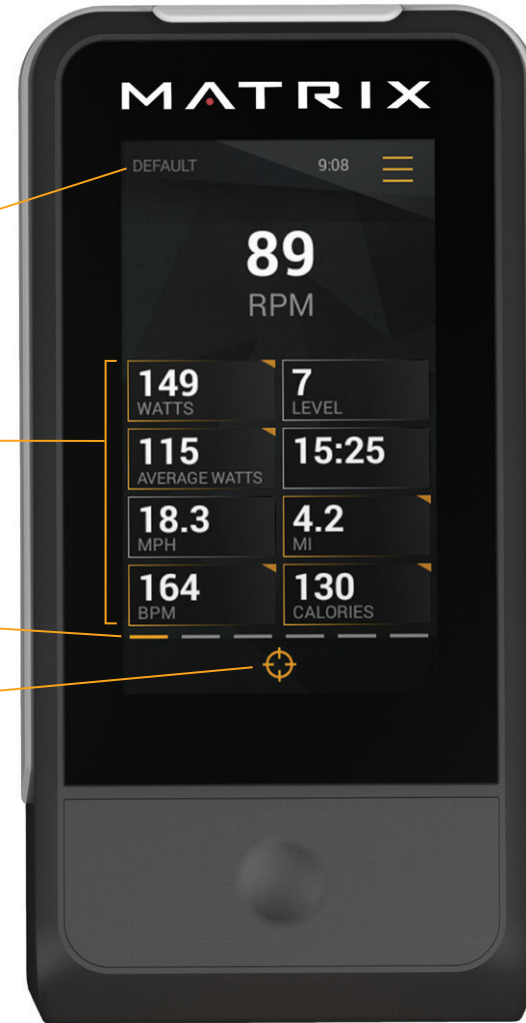 MATRIX
DEFAULT 9:08
89
RPM
149 7
WATTS LEVEL
115 15:25
AVERAGE WATTS
18.3 4.2
MPH MI
164 130
BPM CALORIES